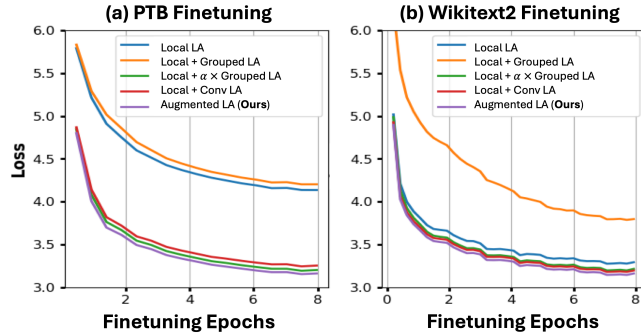 (a) PTB Finetuning
6.0
5.5
5.0
4.5
4.0
3.5
3.0
Loss
Local LA
Local + Grouped LA
Local + α × Grouped LA
Local + Conv LA
Augmented LA (Ours)
2
4
6
8
Finetuning Epochs
(b) Wikitext2 Finetuning
6.0
5.5
5.0
4.5
4.0
3.5
3.0
Local LA
Local + Grouped LA
Local + α × Grouped LA
Local + Conv LA
Augmented LA (Ours)
0
2
4
6
8
Finetuning Epochs